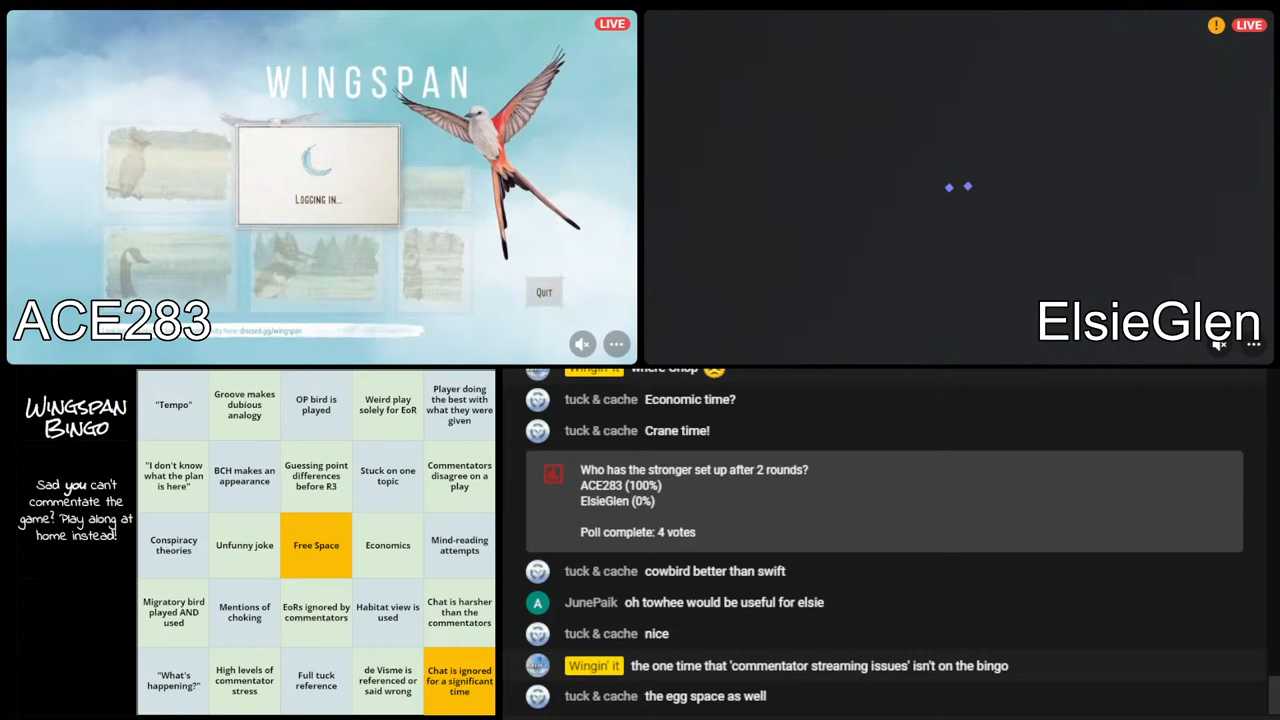 LIVE
WINGSPAN
LOGGING IN...
QUIT
discord.gg/wingspan
ACE283
!
LIVE
ElsieGlen
WINGSPAN
BINGO
Sad you can't
commentate the
game? Play along at
home instead!
"Tempo"
Groove makes
dubious
analogy
OP bird is
played
Weird play
solely for EoR
Player doing
the best with
what they were
given
"I don't know
what the plan
is here"
BCH makes an
appearance
Guessing point
differences
before R3
Stuck on one
topic
Commentators
disagree on a
play
Conspiracy
theories
Unfunny joke
Free Space
Economics
Mind-reading
attempts
Migratory bird
played AND
used
Mentions of
choking
EoRs ignored by
commentators
Habitat view is
used
Chat is harsher
than the
commentators
"What's
happening?"
High levels of
commentator
stress
Full tuck
reference
de Visme is
referenced or
said wrong
Chat is ignored
for a significant
time
tuck & cache Economic time?
tuck & cache Crane time!
Who has the stronger set up after 2 rounds?
ACE283 (100%)
ElsieGlen (0%)
Poll complete: 4 votes
tuck & cache cowbird better than swift
A JunePaik oh towhee would be useful for elsie
tuck & cache nice
Wingin' it the one time that 'commentator streaming issues' isn't on the bingo
tuck & cache the egg space as well